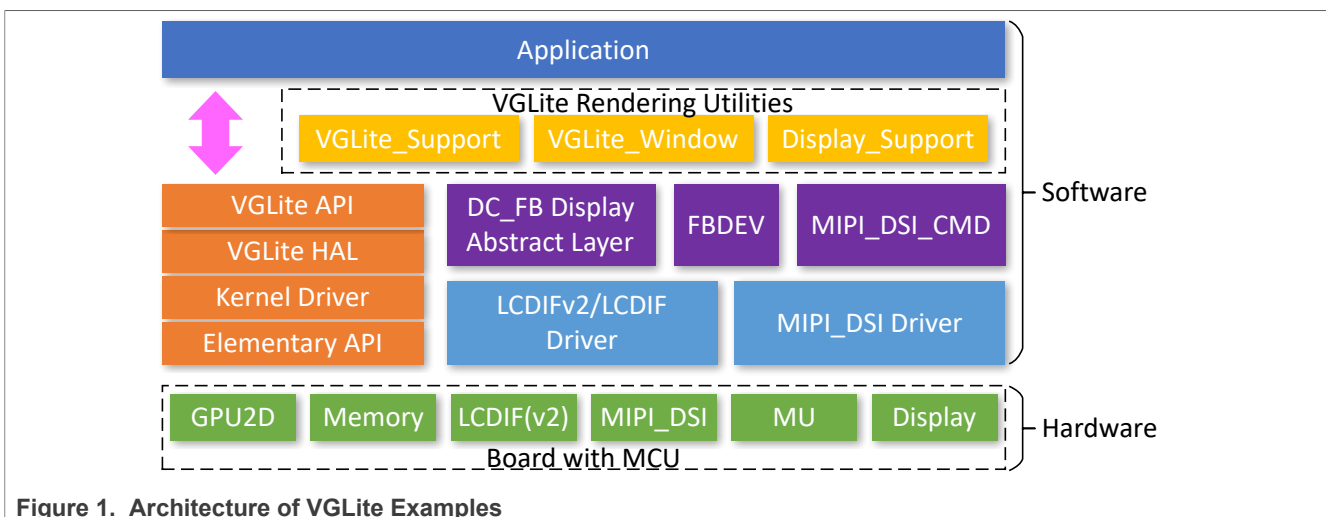 Application
VGLite Rendering Utilities
VGLite_Support
VGLite_Window
Display_Support
Software
VGLite API
VGLite HAL
Kernel Driver
Elementary API
DC_FB Display
Abstract Layer
FBDEV
MIPI_DSI_CMD
LCDIFv2/LCDIF
Driver
MIPI_DSI Driver
GPU2D
Memory
LCDIF(v2)
MIPI_DSI
MU
Display
Board with MCU
Hardware
Figure 1. Architecture of VGLite Examples